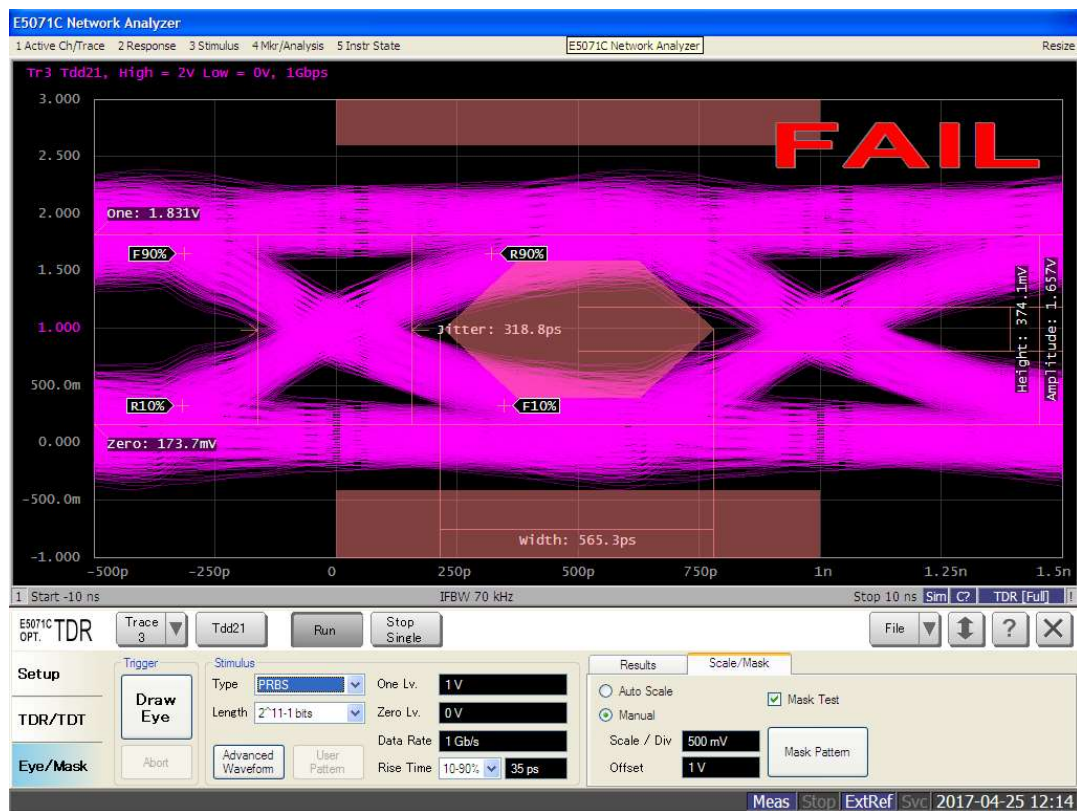 E5071C Network Analyzer
1 Active Ch/Trace 2 Response 3 Stimulus 4 Mkr/Analysis 5 Instr State E5071C Network Analyzer Resize
Tr3 Tdd21, High = 2V Low = 0V, 1Gbps
3.000
FAIL
2.500
2.000
One: 1.831V
F90% R90%
1.500
1.000
Jitter: 318.8ps
Height: 374.1mV
Amplitude: 1.657V
500.0m
R10% F10%
0.000
Zero: 173.7mV
-500.0m
Width: 565.3ps
-1.000
-500p -250p 0 250p 500p 750p 1n 1.25n 1.5n
1 Start -10 ns IFBW 70 kHz Stop 10 ns Sim C? TDR [Full] !
E5071C OPT. TDR Trace 3 Tdd21 Run Stop Single File ?
Setup
TDR/TDT
Eye/Mask
Trigger
Draw Eye
Abort
Stimulus
Type PRBS One Lv. 1 V
Length 2^11-1 bits Zero Lv. 0 V
Data Rate 1 Gb/s
Advanced Waveform User Pattern Rise Time 10-90% 35 ps
Results Scale/Mask
Auto Scale Mask Test
Manual
Scale / Div 500 mV Mask Pattern
Offset 1 V
Meas Stop ExtRef Svc 2017-04-25 12:14